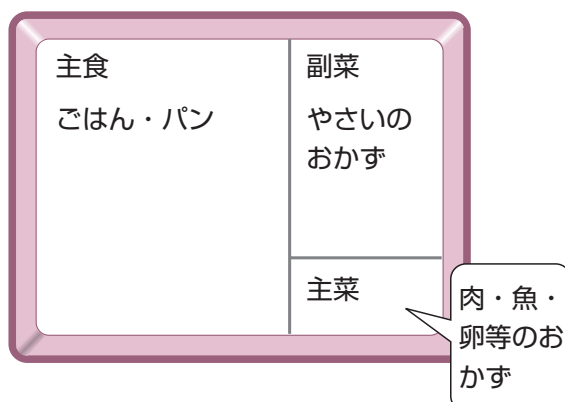 主食
ごはん・パン
副菜
やさいの
おかず
主菜
肉・魚・
卵等のお
かず